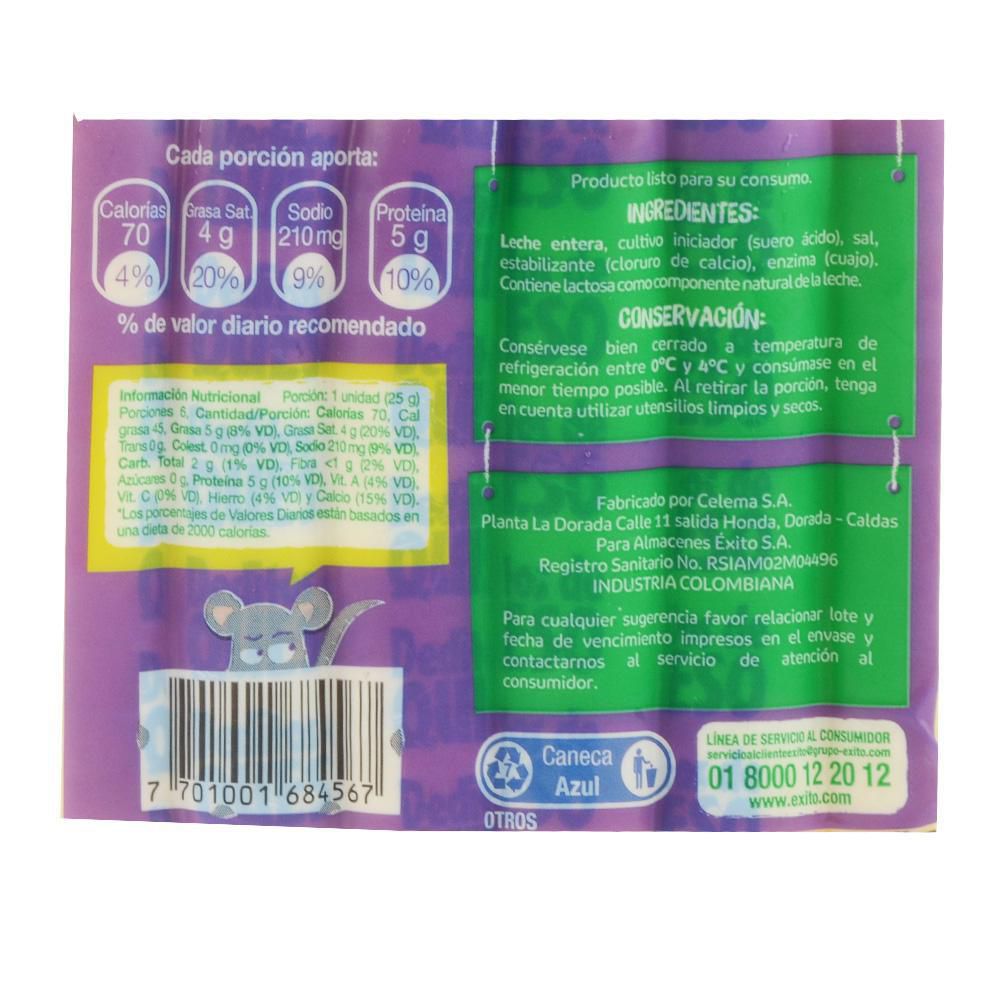 Cada porción aporta:
Calorías
70
4%
Grasa Sat.
4 g
20%
Sodio
210 mg
9%
Proteína
5 g
10%
% de valor diario recomendado
Información Nutricional Porción: 1 unidad (25 g)
Porciones 6, Cantidad/Porción: Calorías 70, Cal
grasa 45, Grasa 5 g (8% VD), Grasa Sat. 4 g (20% VD),
Trans 0 g, Colest. 0 mg (0% VD), Sodio 210 mg (9% VD),
Carb. Total 2 g (1% VD), Fibra <1 g (2% VD),
Azúcares 0 g, Proteína 5 g (10% VD), Vit. A (4% VD),
Vit. C (0% VD), Hierro (4% VD) y Calcio (15% VD).
*Los porcentajes de Valores Diarios están basados en
una dieta de 2000 calorías.
7 701001 684567
Producto listo para su consumo.
INGREDIENTES:
Leche entera, cultivo iniciador (suero ácido), sal,
estabilizante (cloruro de calcio), enzima (cuajo).
Contiene lactosa como componente natural de la leche.
CONSERVACIÓN:
Consérvese bien cerrado a temperatura de
refrigeración entre 0ºC y 4ºC y consúmase en el
menor tiempo posible. Al retirar la porción, tenga
en cuenta utilizar utensilios limpios y secos.
Fabricado por Celema S.A.
Planta La Dorada Calle 11 salida Honda, Dorada - Caldas
Para Almacenes Éxito S.A.
Registro Sanitario No. RSIAM02M04496
INDUSTRIA COLOMBIANA
Para cualquier sugerencia favor relacionar lote y
fecha de vencimiento impresos en el envase y
contactarnos al servicio de atención al
consumidor.
Caneca
Azul
7
OTROS
LÍNEA DE SERVICIO AL CONSUMIDOR
servicioalclienteexito@grupo-exito.com
01 8000 12 20 12
www.exito.com